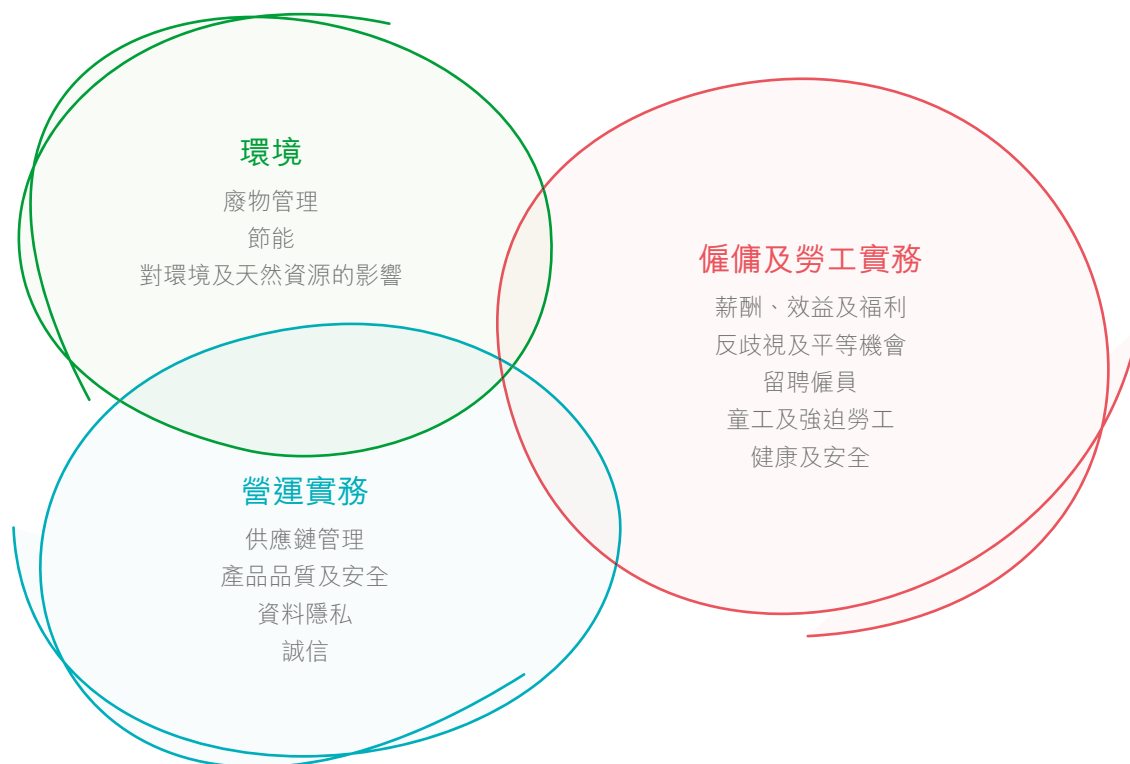 環境
廢物管理
節能
對環境及天然資源的影響
僱傭及勞工實務
薪酬、效益及福利
反歧視及平等機會
留聘僱員
童工及強迫勞工
健康及安全
營運實務
供應鏈管理
產品品質及安全
資料隱私
誠信